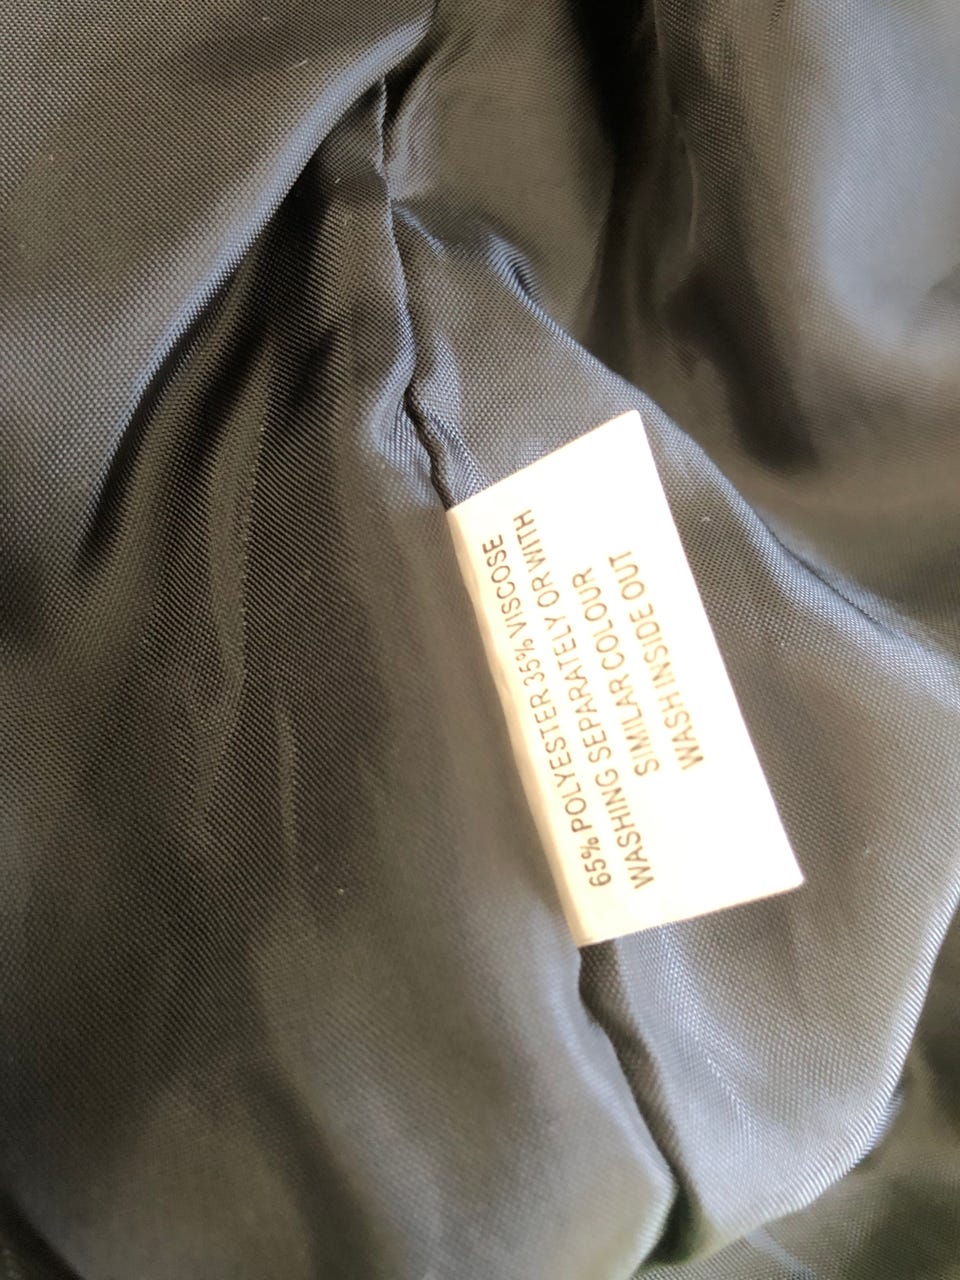 65% POLYESTER 35% VISCOSE
WASHING SEPARATELY OR WITH
SIMILAR COLOUR
WASH INSIDE OUT